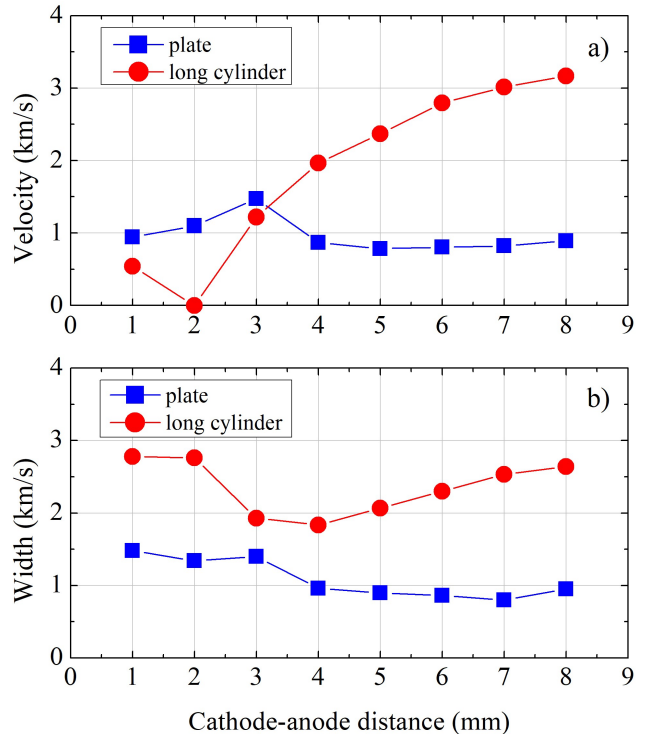 4
3
2
1
0
Velocity (km/s)
plate
long cylinder
a)
0 1 2 3 4 5 6 7 8 9
4
3
2
1
0
Width (km/s)
plate
long cylinder
b)
0 1 2 3 4 5 6 7 8 9
Cathode-anode distance (mm)